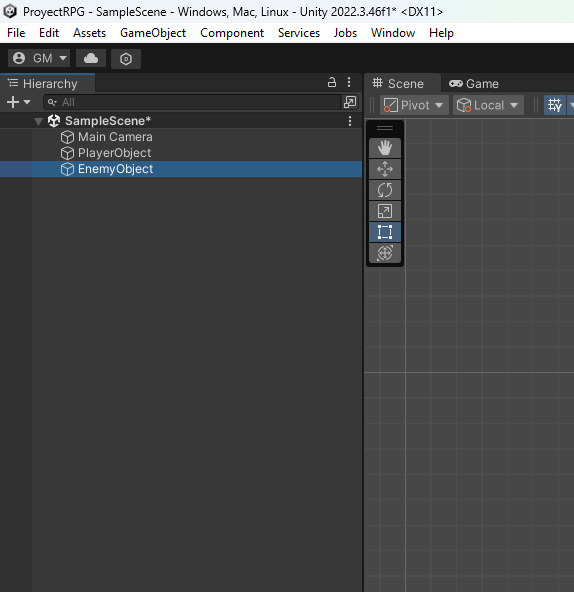 ProyectRPG - SampleScene - Windows, Mac, Linux - Unity 2022.3.46f1* <DX11>
File Edit Assets GameObject Component Services Jobs Window Help
GM
Hierarchy
All
SampleScene*
Main Camera
PlayerObject
EnemyObject
Scene Game
Pivot Local